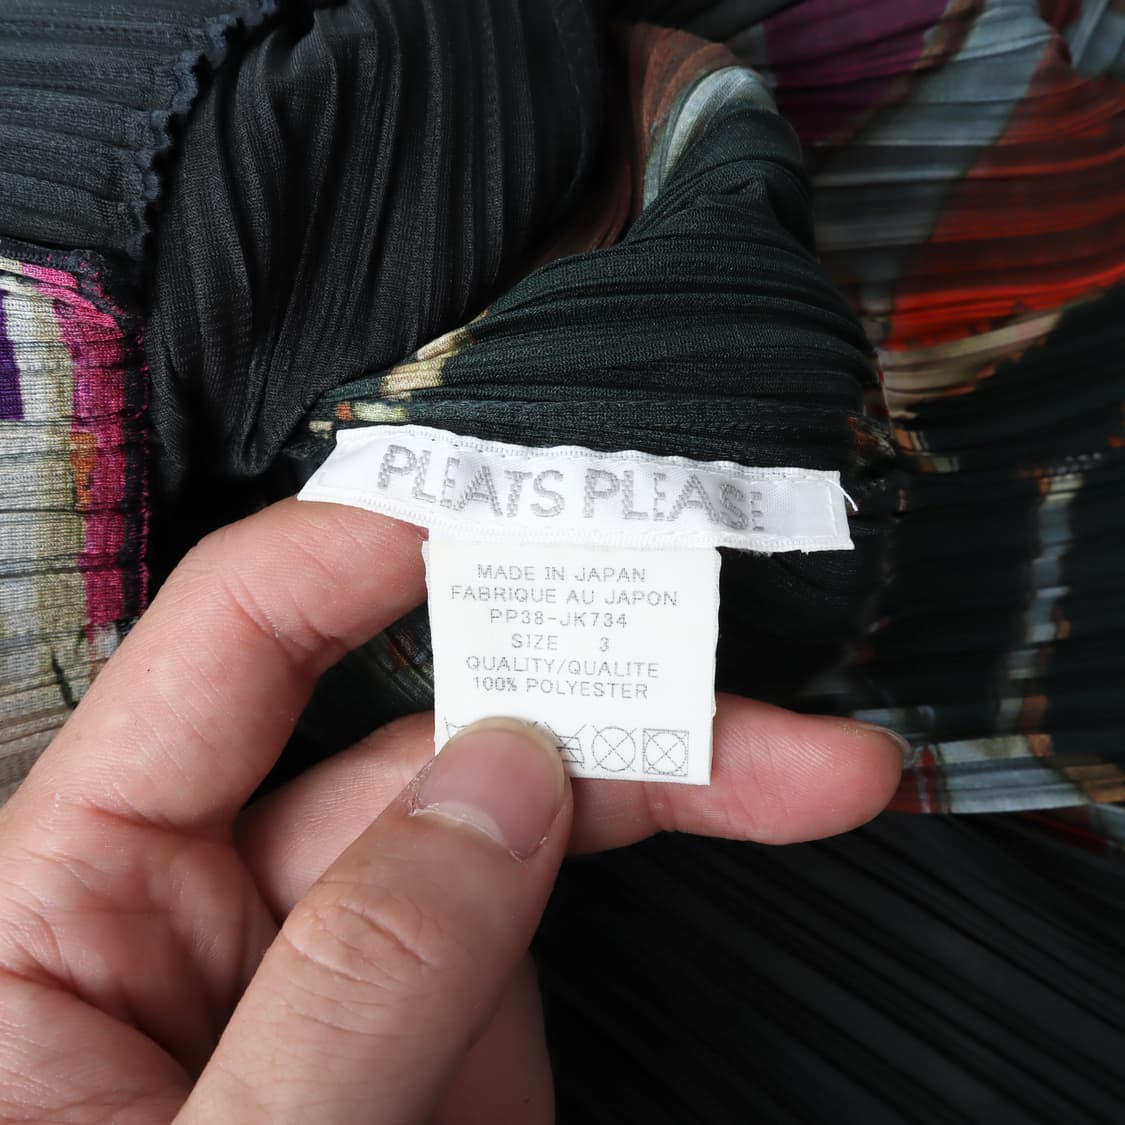 PLEATS PLEASE
MADE IN JAPAN
FABRIQUE AU JAPON
PP38-JK734
SIZE 3
QUALITY/QUALITE
100% POLYESTER